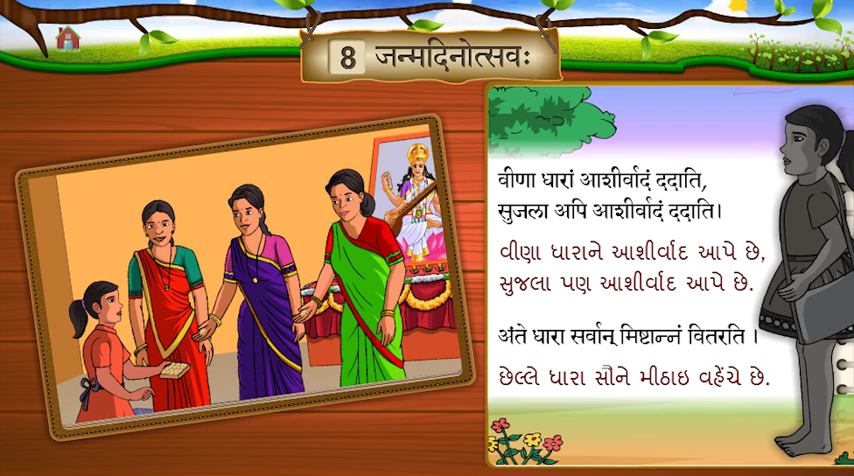 8 जन्मदिनोत्सवः
वीणा धारां आशीर्वादं ददाति,
सुजला अपि आशीर्वादं ददाति।
વીણા ધારાને આશીર્વાદ આપે છે,
સુજલા પણ આશીર્વાદ આપે છે.
अंते धारा सर्वान् मिष्टान्नं वितरति ।
છેલ્લે ધારા સૌને મીઠાઇ વહેંચે છે.